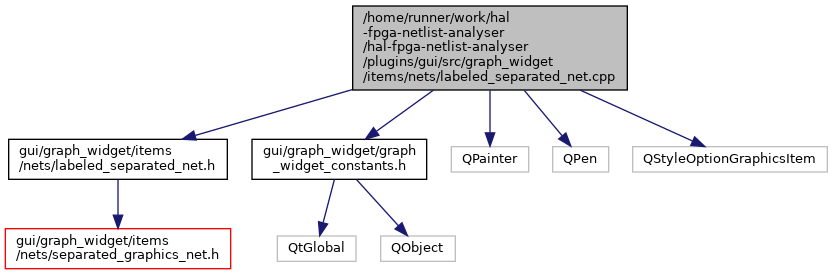 /home/runner/work/hal
-fpga-netlist-analyser
/hal-fpga-netlist-analyser
/plugins/gui/src/graph_widget
/items/nets/labeled_separated_net.cpp
gui/graph_widget/items
/nets/labeled_separated_net.h
gui/graph_widget/graph
_widget_constants.h
QPainter
QPen
QStyleOptionGraphicsItem
gui/graph_widget/items
/nets/separated_graphics_net.h
QtGlobal
QObject